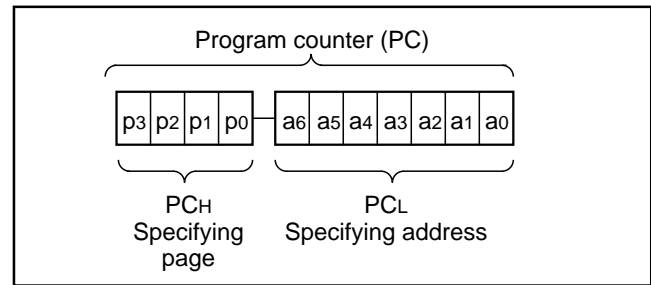 Program counter (PC)
p3 p2 p1 p0 a6 a5 a4 a3 a2 a1 a0
PCH PCL
Specifying page Specifying address